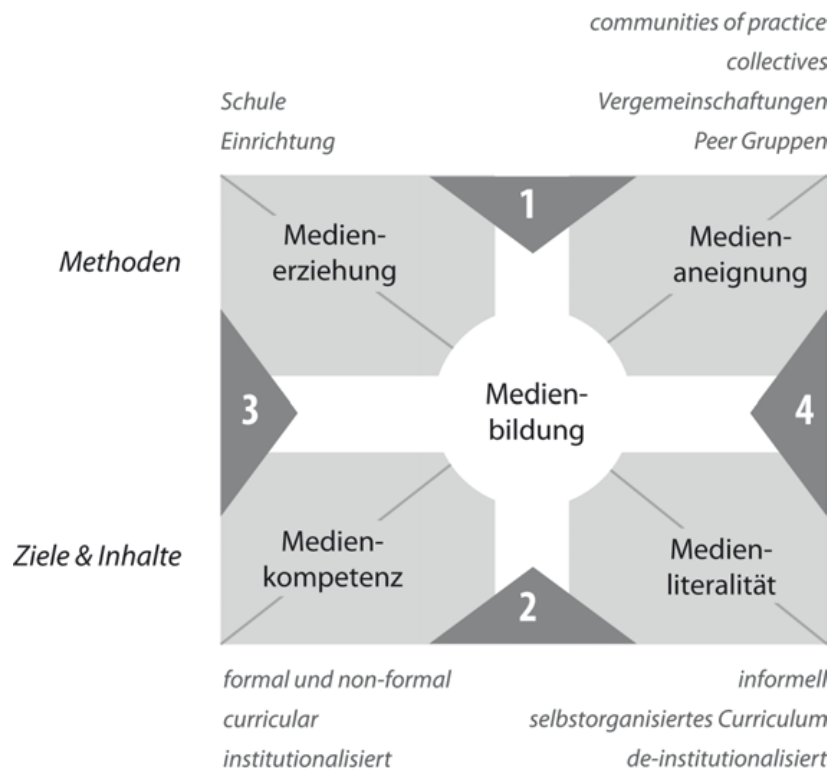 communities of practice
collectives
Schule
Vergemeinschaftungen
Einrichtung
Peer Gruppen
1
Methoden
Medien-
erziehung
Medien-
aneignung
3
Medien-
bildung
4
Ziele & Inhalte
Medien-
kompetenz
Medien-
literalität
2
formal und non-formal
informell
curricular
selbstorganisiertes Curriculum
institutionalisiert
de-institutionalisiert